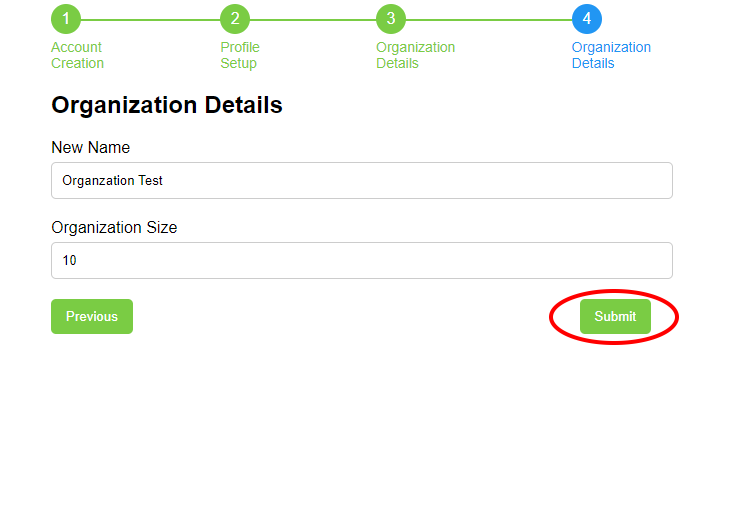 1 2 3 4
Account Profile Organization Organization
Creation Setup Details Details
Organization Details
New Name
Organzation Test
Organization Size
10
Previous Submit